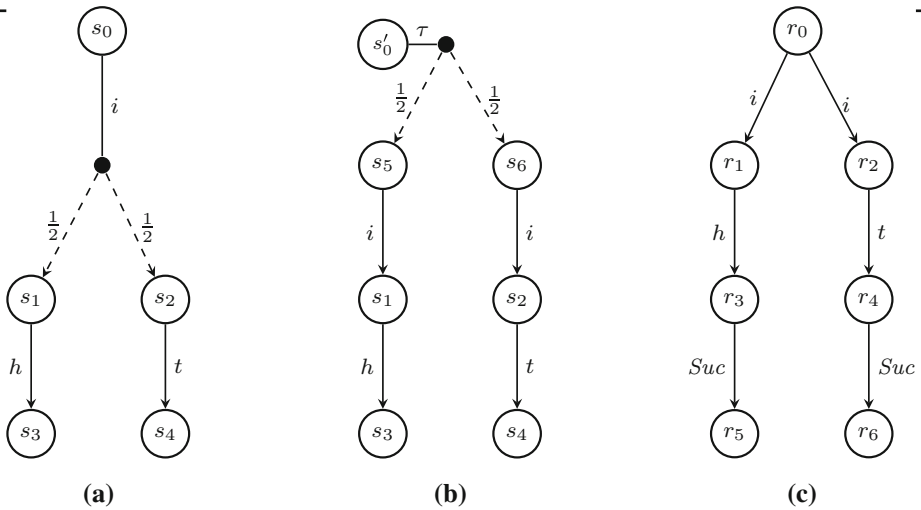 s₀
i
1/2 1/2
s₁ s₂
h t
s₃ s₄
(a)
s′₀ τ
1/2 1/2
s₅ s₆
i i
s₁ s₂
h t
s₃ s₄
(b)
r₀
i i
r₁ r₂
h t
r₃ r₄
Suc Suc
r₅ r₆
(c)